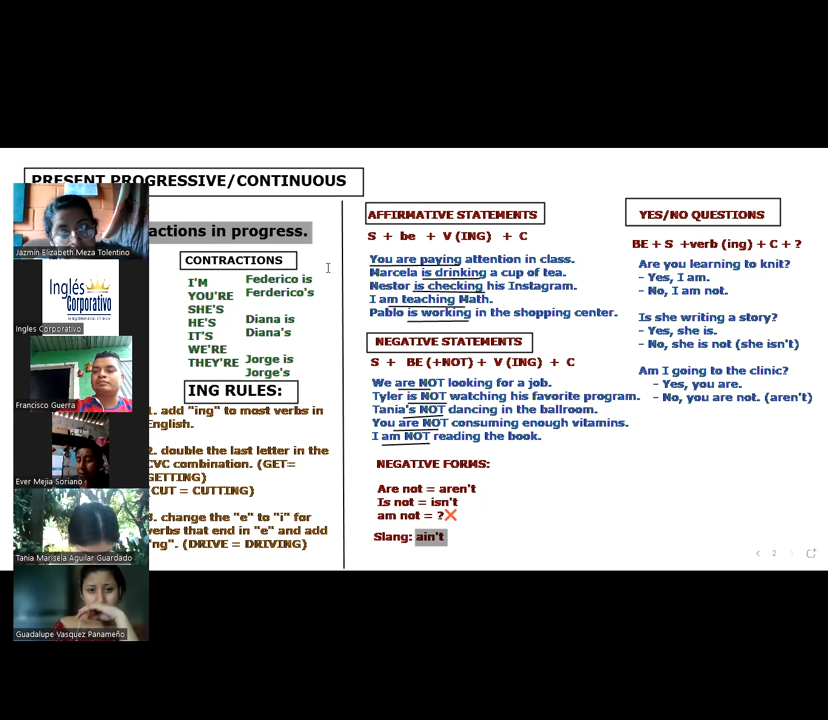 PRESENT PROGRESSIVE/CONTINUOUS
actions in progress.
CONTRACTIONS
I'M
YOU'RE
SHE'S
HE'S
IT'S
WE'RE
THEY'RE
Federico is
Ferderico's
Diana is
Diana's
Jorge is
Jorge's
ING RULES:
1. add "ing" to most verbs in
English.
2. double the last letter in the
CVC combination. (GET=
GETTING)
(CUT = CUTTING)
3. change the "e" to "i" for
verbs that end in "e" and add
"ng". (DRIVE = DRIVING)
AFFIRMATIVE STATEMENTS
S + be + V (ING) + C
You are paying attention in class.
Marcela is drinking a cup of tea.
Nestor is checking his Instagram.
I am teaching Math.
Pablo is working in the shopping center.
NEGATIVE STATEMENTS
S + BE (+NOT) + V (ING) + C
We are NOT looking for a job.
Tyler is NOT watching his favorite program.
Tania's NOT dancing in the ballroom.
You are NOT consuming enough vitamins.
I am NOT reading the book.
NEGATIVE FORMS:
Are not = aren't
Is not = isn't
am not = ?
Slang: ain't
YES/NO QUESTIONS
BE + S +verb (ing) + C + ?
Are you learning to knit?
- Yes, I am.
- No, I am not.
Is she writing a story?
- Yes, she is.
- No, she is not (she isn't)
Am I going to the clinic?
- Yes, you are.
- No, you are not. (aren't)
2
Jazmín Elizabeth Meza Tolentino
Inglés
Corporativo
Ingles Corporativo
Francisco Guerra
Ever Mejia Soriano
Tania Marisela Aguilar Guardado
Guadalupe Vasquez Panameño